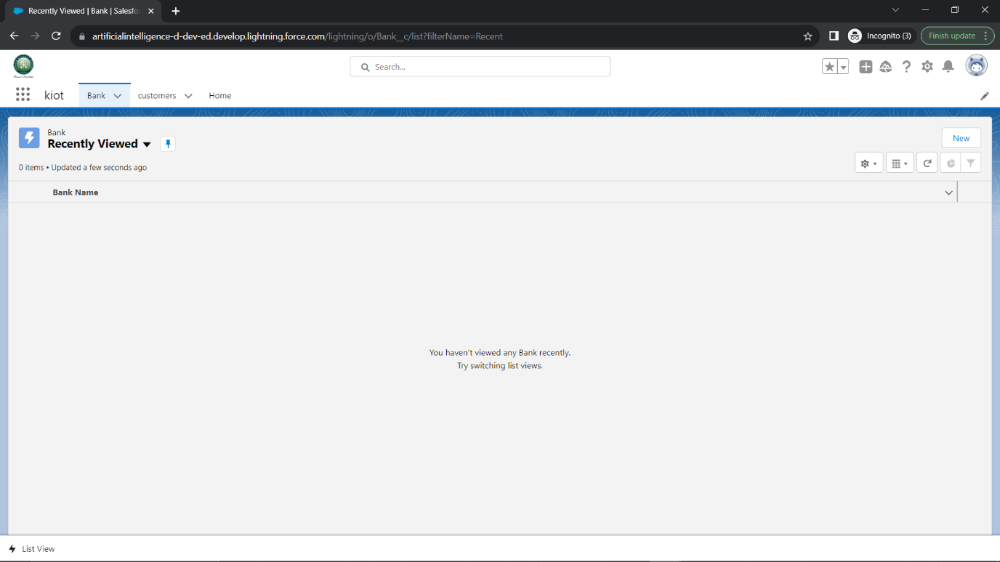 Recently Viewed | Bank | Salesfo
artificialintelligence-d-dev-ed.develop.lightning.force.com/lightning/o/Bank__c/list?filterName=Recent
Incognito (3)
Finish update
Search...
kiot
Bank
customers
Home
Bank
Recently Viewed
New
0 items • Updated a few seconds ago
Bank Name
You haven't viewed any Bank recently.
Try switching list views.
List View